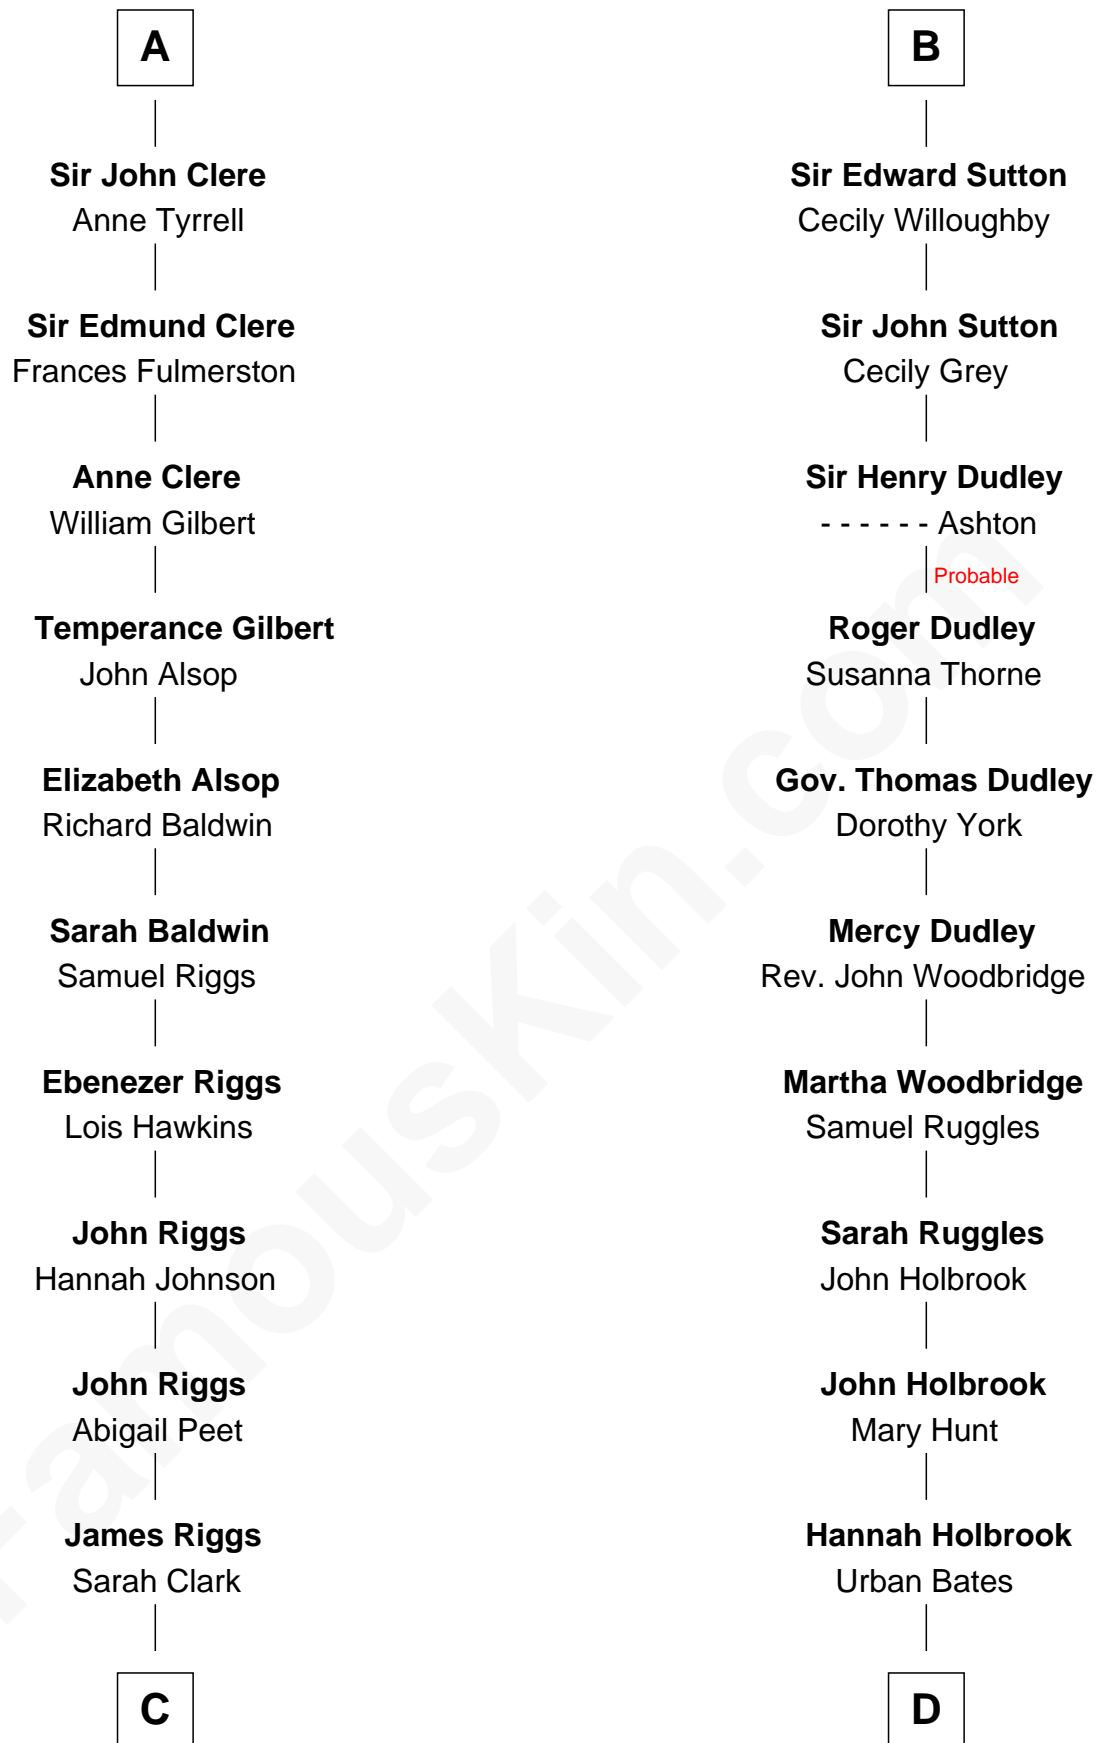 A
Sir John Clere
Anne Tyrrell
Sir Edmund Clere
Frances Fulmerston
Anne Clere
William Gilbert
Temperance Gilbert
John Alsop
Elizabeth Alsop
Richard Baldwin
Sarah Baldwin
Samuel Riggs
Ebenezer Riggs
Lois Hawkins
John Riggs
Hannah Johnson
John Riggs
Abigail Peet
James Riggs
Sarah Clark
C
B
Sir Edward Sutton
Cecily Willoughby
Sir John Sutton
Cecily Grey
Sir Henry Dudley
- - - - - - Ashton
Probable
Roger Dudley
Susanna Thorne
Gov. Thomas Dudley
Dorothy York
Mercy Dudley
Rev. John Woodbridge
Martha Woodbridge
Samuel Ruggles
Sarah Ruggles
John Holbrook
John Holbrook
Mary Hunt
Hannah Holbrook
Urban Bates
D
FamousKin.com